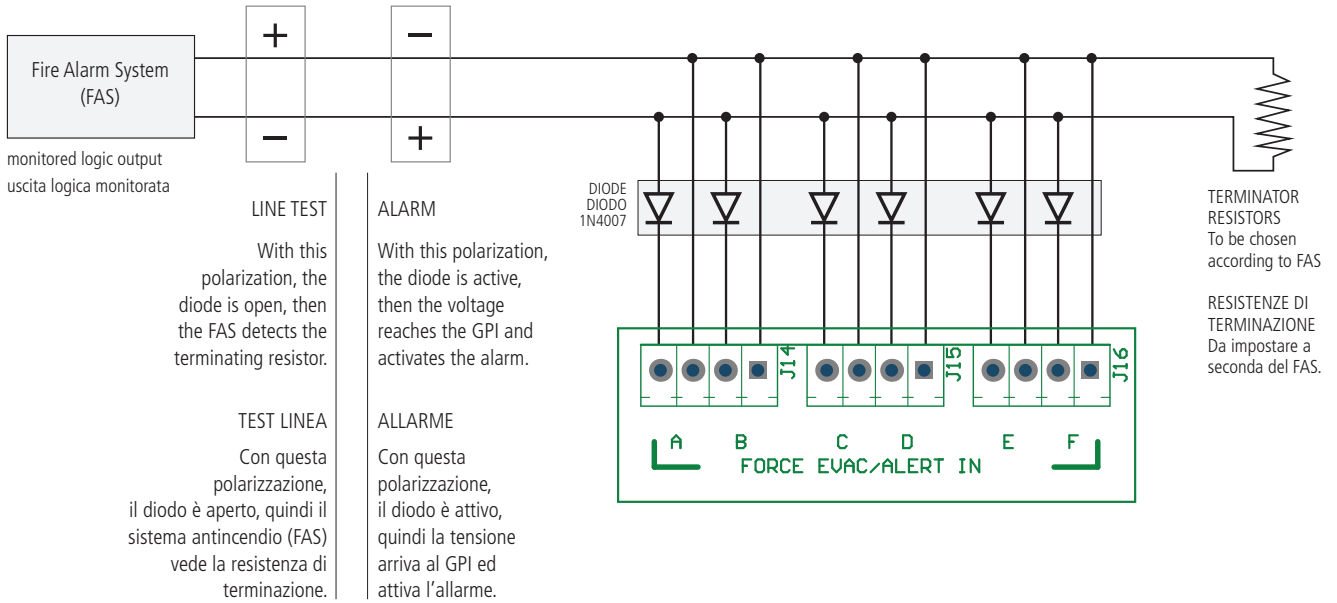 +
−
−
+
Fire Alarm System
(FAS)
monitored logic output
uscita logica monitorata
LINE TEST
With this
polarization, the
diode is open, then
the FAS detects the
terminating resistor.
TEST LINEA
Con questa
polarizzazione,
il diodo è aperto, quindi il
sistema antincendio (FAS)
vede la resistenza di
terminazione.
ALARM
With this polarization,
the diode is active,
then the voltage
reaches the GPI and
activates the alarm.
ALLARME
Con questa
polarizzazione,
il diodo è attivo,
quindi la tensione
arriva al GPI ed
attiva l’allarme.
DIODE
DIODO
1N4007
J14
J15
J16
A B C D E F
FORCE EVAC/ALERT IN
TERMINATOR
RESISTORS
To be chosen
according to FAS
RESISTENZE DI
TERMINAZIONE
Da impostare a
seconda del FAS.